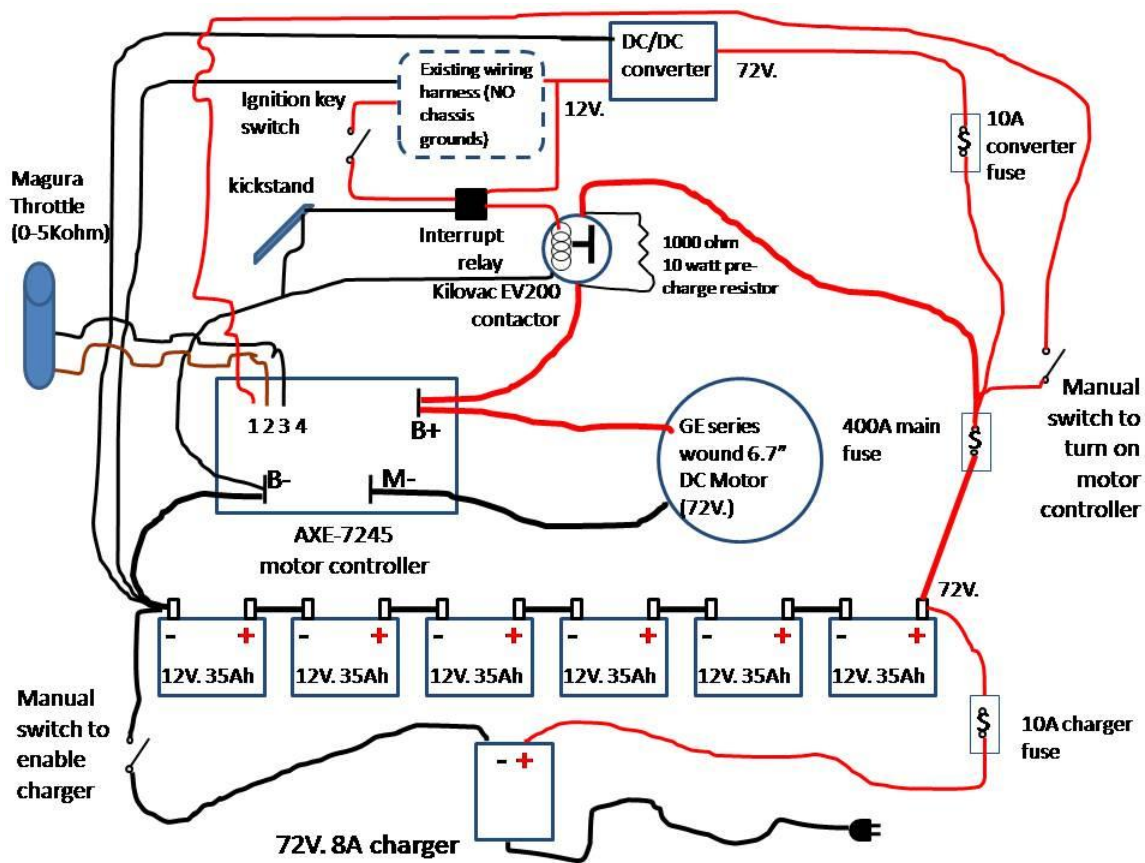 DC/DC
converter
72V.
Existing wiring
harness (NO
chassis
grounds)
12V.
Ignition key
switch
10A
converter
fuse
Magura
Throttle
(0-5Kohm)
kickstand
Interrupt
relay
Kilovac EV200
contactor
1000 ohm
10 watt pre-
charge resistor
1 2 3 4
B+
B-
M-
AXE-7245
motor controller
GE series
wound 6.7”
DC Motor
(72V.)
400A main
fuse
Manual
switch to
turn on
motor
controller
72V.
- +
12V. 35Ah
- +
12V. 35Ah
- +
12V. 35Ah
- +
12V. 35Ah
- +
12V. 35Ah
- +
12V. 35Ah
Manual
switch to
enable
charger
- +
10A charger
fuse
72V. 8A charger